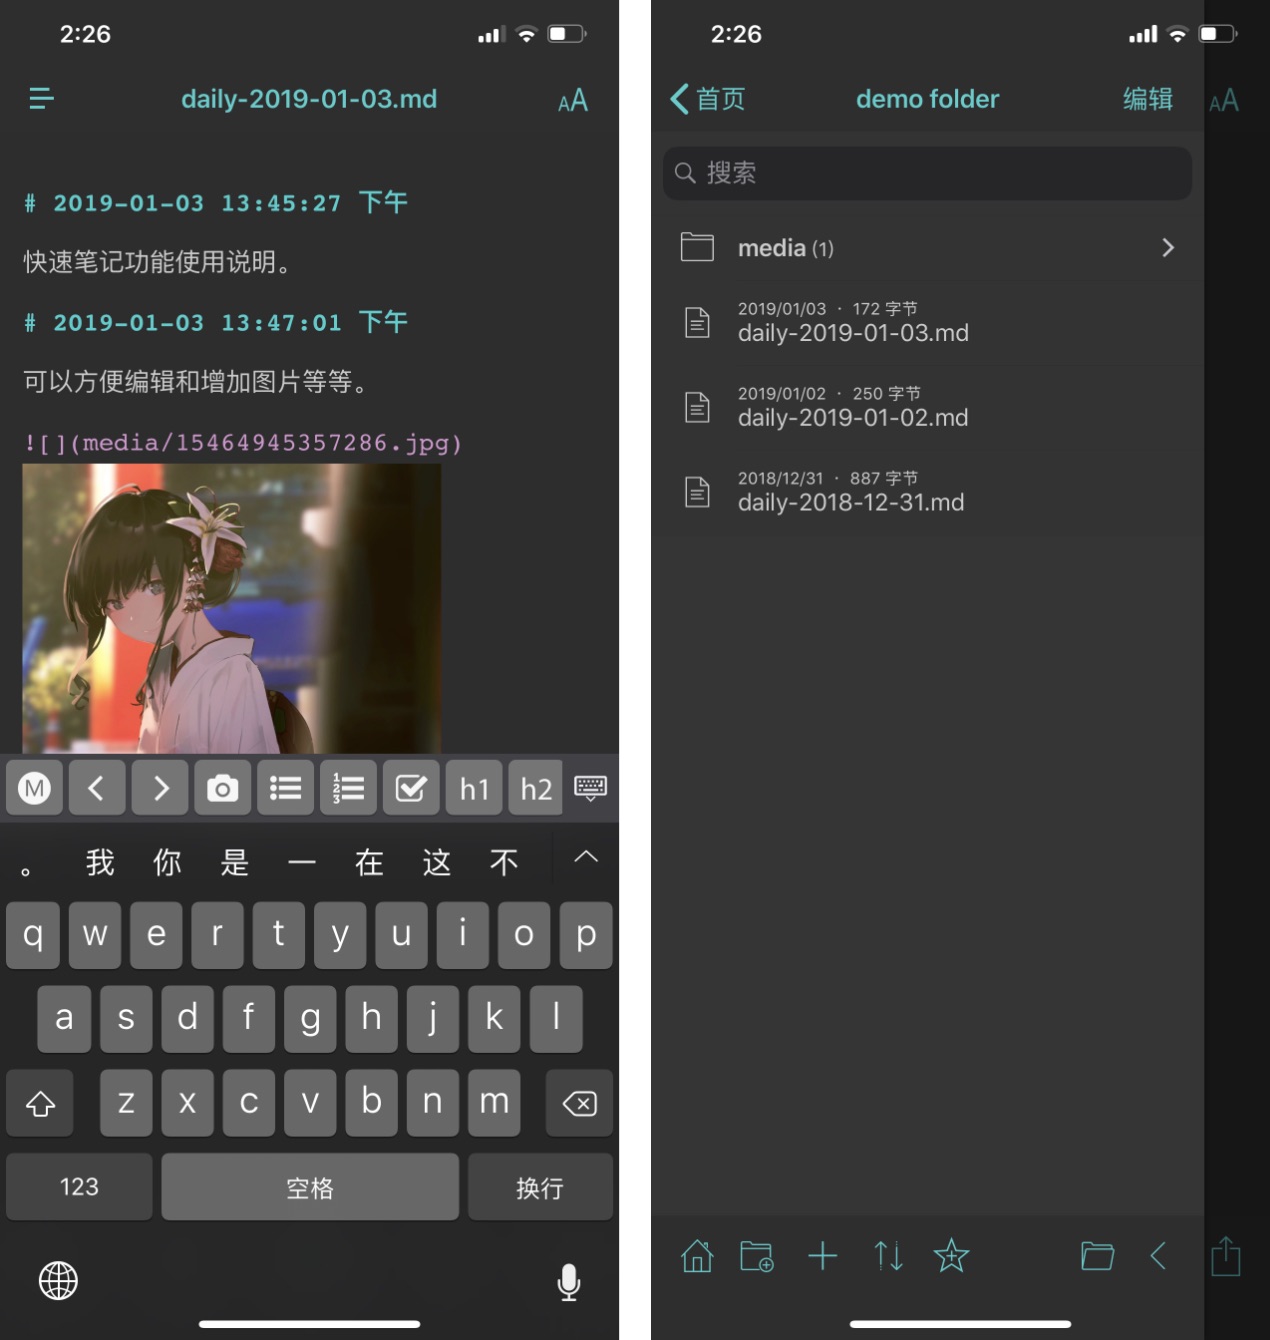 2:26
daily-2019-01-03.md
AA
# 2019-01-03 13:45:27 下午
快速笔记功能使用说明。
# 2019-01-03 13:47:01 下午
可以方便编辑和增加图片等等。
![](media/15464945357286.jpg)
M h1 h2
。 我 你 是 一 在 这 不
q w e r t y u i o p
a s d f g h j k l
z x c v b n m
123 空格 换行
2:26
首页 demo folder 编辑 AA
搜索
media (1)
2019/01/03 · 172 字节
daily-2019-01-03.md
2019/01/02 · 250 字节
daily-2019-01-02.md
2018/12/31 · 887 字节
daily-2018-12-31.md